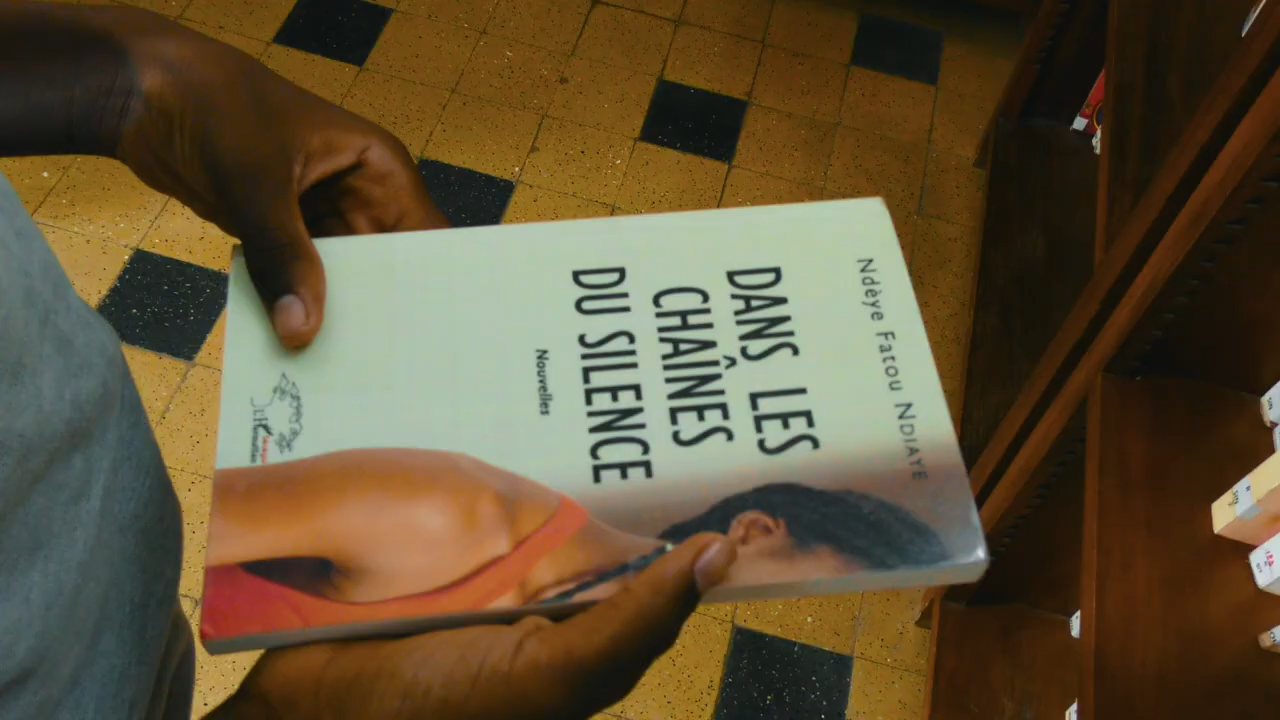 Ndèye Fatou NDIAYE
DANS LES
CHAÎNES
DU SILENCE
Nouvelles